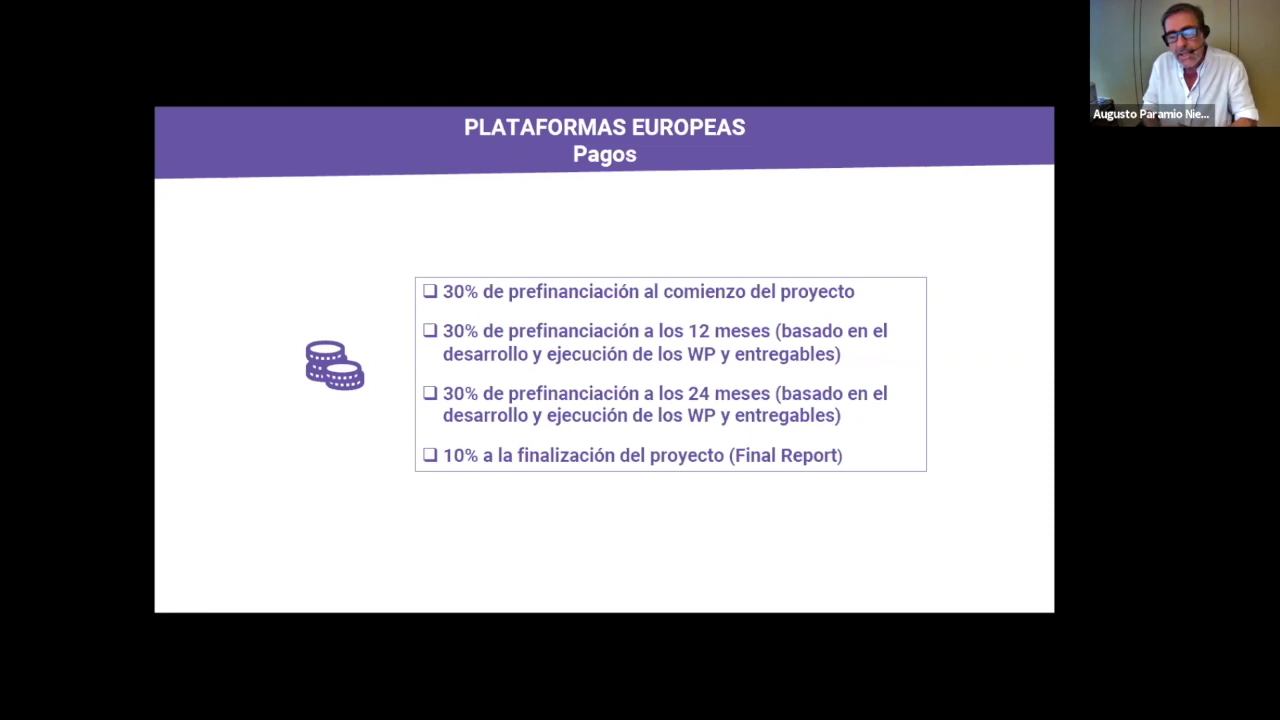 PLATAFORMAS EUROPEAS
Pagos
❑ 30% de prefinanciación al comienzo del proyecto
❑ 30% de prefinanciación a los 12 meses (basado en el
desarrollo y ejecución de los WP y entregables)
❑ 30% de prefinanciación a los 24 meses (basado en el
desarrollo y ejecución de los WP y entregables)
❑ 10% a la finalización del proyecto (Final Report)
Augusto Paramio Nie...